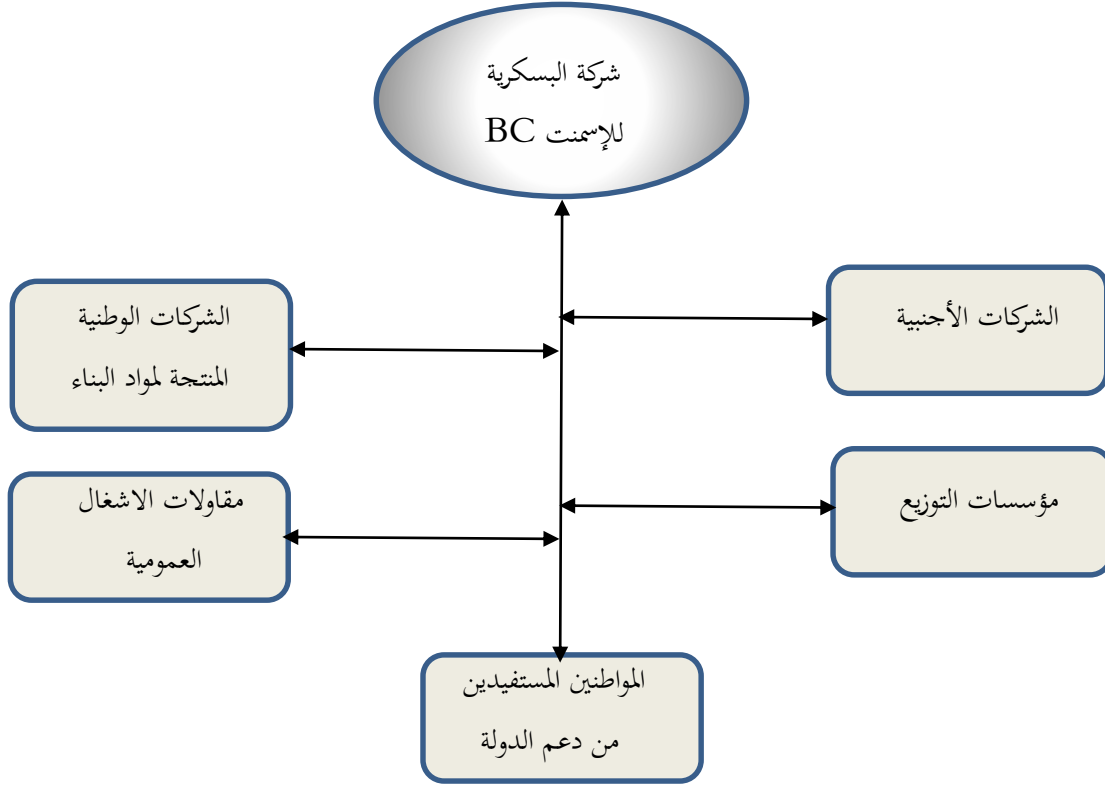 شركة البسكرية
للإسمنت BC
الشركات الأجنبية
الشركات الوطنية
المنتجة لمواد البناء
مؤسسات التوزيع
مقاولات الاشغال
العمومية
المواطنين المستفيدين
من دعم الدولة